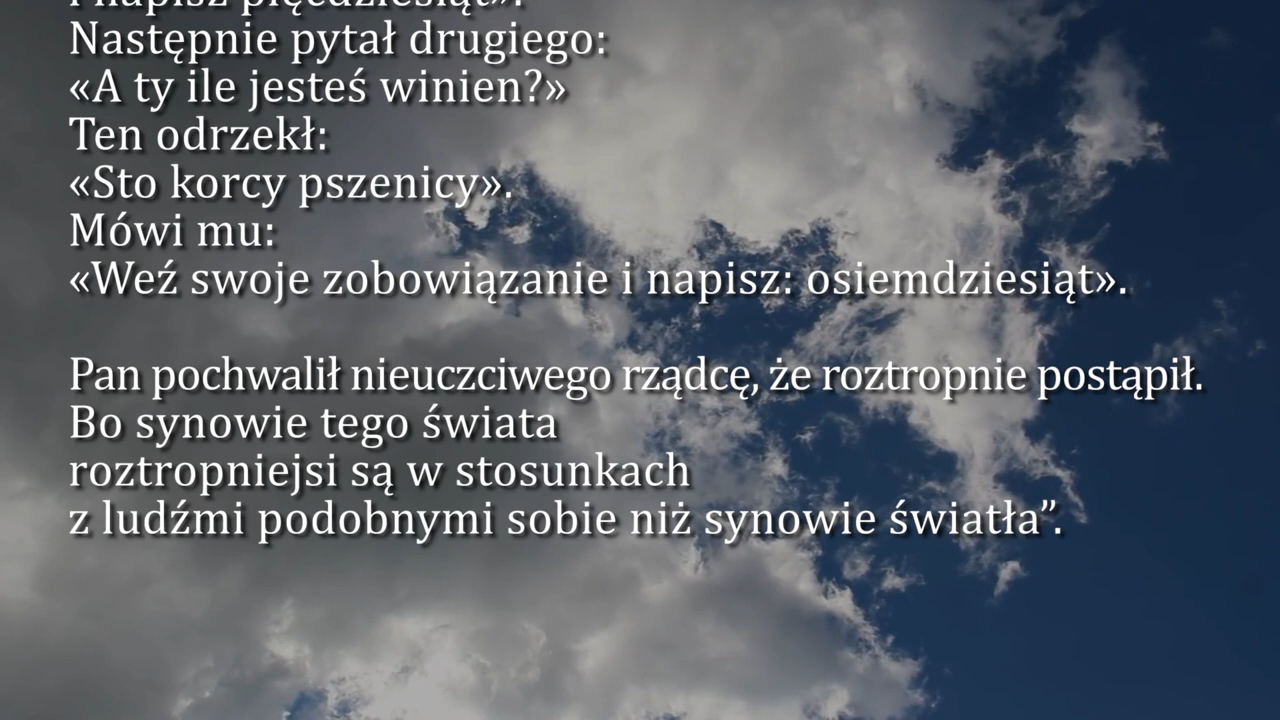 i napisz pięćdziesiąt».
Następnie pytał drugiego:
«A ty ile jesteś winien?»
Ten odrzekł:
«Sto korcy pszenicy».
Mówi mu:
«Weź swoje zobowiązanie i napisz: osiemdziesiąt».
Pan pochwalił nieuczciwego rządcę, że roztropnie postąpił.
Bo synowie tego świata
roztropniejsi są w stosunkach
z ludźmi podobnymi sobie niż synowie światła”.